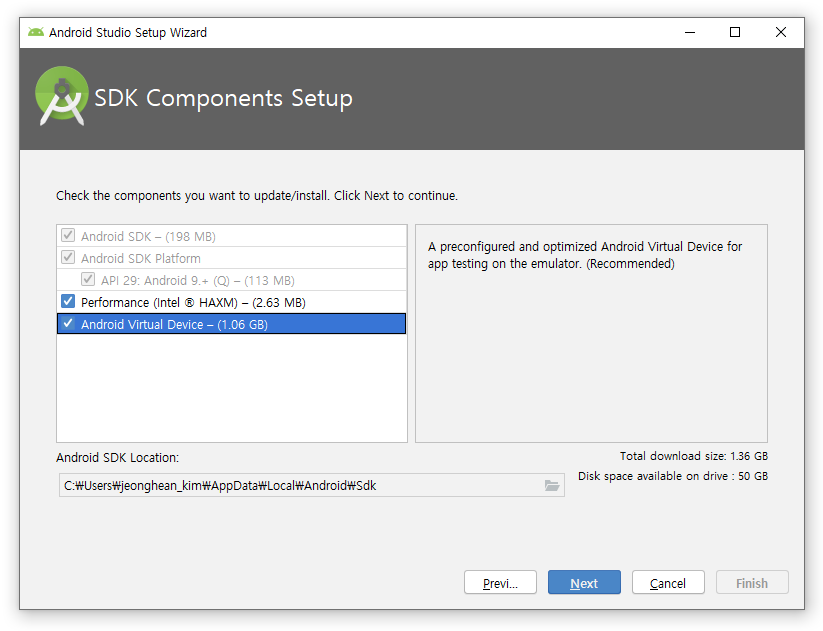 Android Studio Setup Wizard
SDK Components Setup
Check the components you want to update/install. Click Next to continue.
Android SDK – (198 MB)
Android SDK Platform
API 29: Android 9.+ (Q) – (113 MB)
Performance (Intel ® HAXM) – (2.63 MB)
Android Virtual Device – (1.06 GB)
A preconfigured and optimized Android Virtual Device for
app testing on the emulator. (Recommended)
Android SDK Location:
Total download size: 1.36 GB
Disk space available on drive : 50 GB
C:₩Users₩jeonghean_kim₩AppData₩Local₩Android₩Sdk
Previ...
Next
Cancel
Finish